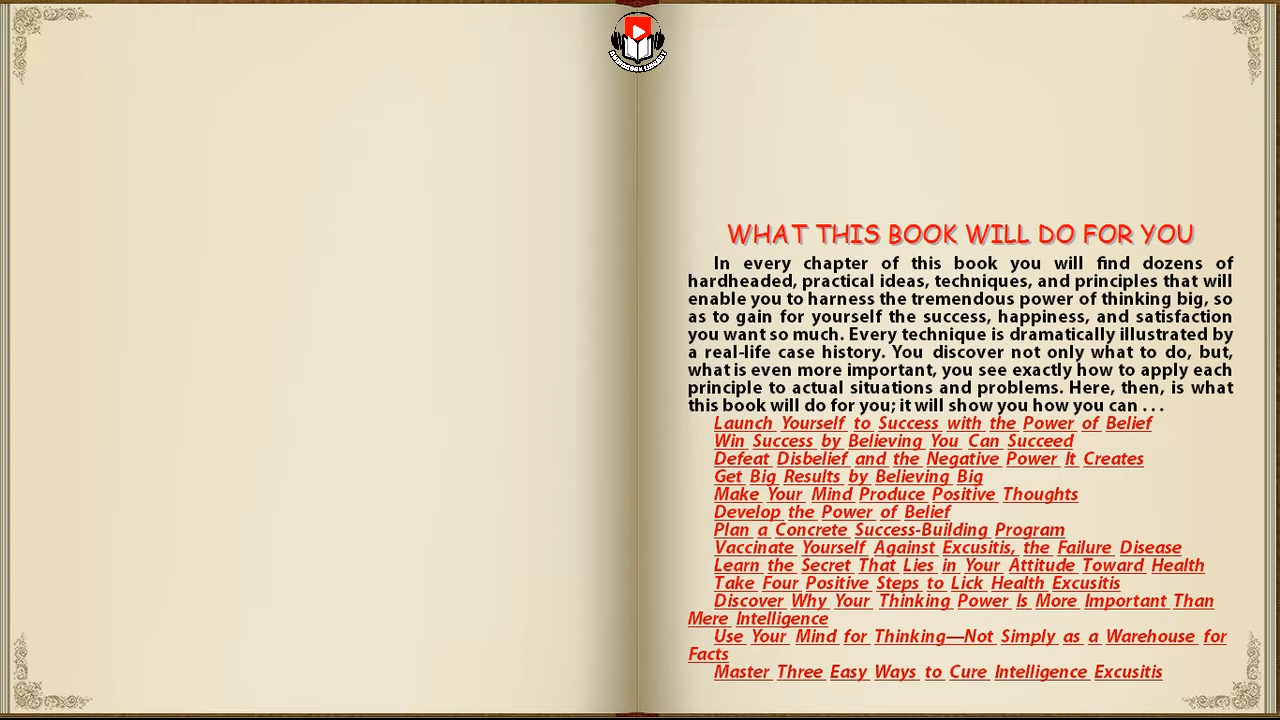 AUDIOBOOK LIBRARY
WHAT THIS BOOK WILL DO FOR YOU
In every chapter of this book you will find dozens of
hardheaded, practical ideas, techniques, and principles that will
enable you to harness the tremendous power of thinking big, so
as to gain for yourself the success, happiness, and satisfaction
you want so much. Every technique is dramatically illustrated by
a real-life case history. You discover not only what to do, but,
what is even more important, you see exactly how to apply each
principle to actual situations and problems. Here, then, is what
this book will do for you; it will show you how you can . . .
Launch Yourself to Success with the Power of Belief
Win Success by Believing You Can Succeed
Defeat Disbelief and the Negative Power It Creates
Get Big Results by Believing Big
Make Your Mind Produce Positive Thoughts
Develop the Power of Belief
Plan a Concrete Success-Building Program
Vaccinate Yourself Against Excusitis, the Failure Disease
Learn the Secret That Lies in Your Attitude Toward Health
Take Four Positive Steps to Lick Health Excusitis
Discover Why Your Thinking Power Is More Important Than
Mere Intelligence
Use Your Mind for Thinking—Not Simply as a Warehouse for
Facts
Master Three Easy Ways to Cure Intelligence Excusitis